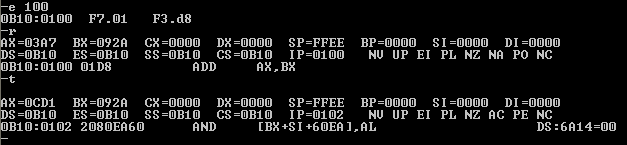 -e 100
0B10:0100  F7.01   F3.d8
-r
AX=03A7  BX=092A  CX=0000  DX=0000  SP=FFEE  BP=0000  SI=0000  DI=0000
DS=0B10  ES=0B10  SS=0B10  CS=0B10  IP=0100   NV UP EI PL NZ NA PO NC
0B10:0100 01D8          ADD     AX,BX
-t
AX=0CD1  BX=092A  CX=0000  DX=0000  SP=FFEE  BP=0000  SI=0000  DI=0000
DS=0B10  ES=0B10  SS=0B10  CS=0B10  IP=0102   NV UP EI PL NZ AC PE NC
0B10:0102 2080EA60      AND     [BX+SI+60EA],AL                    DS:6A14=00
-